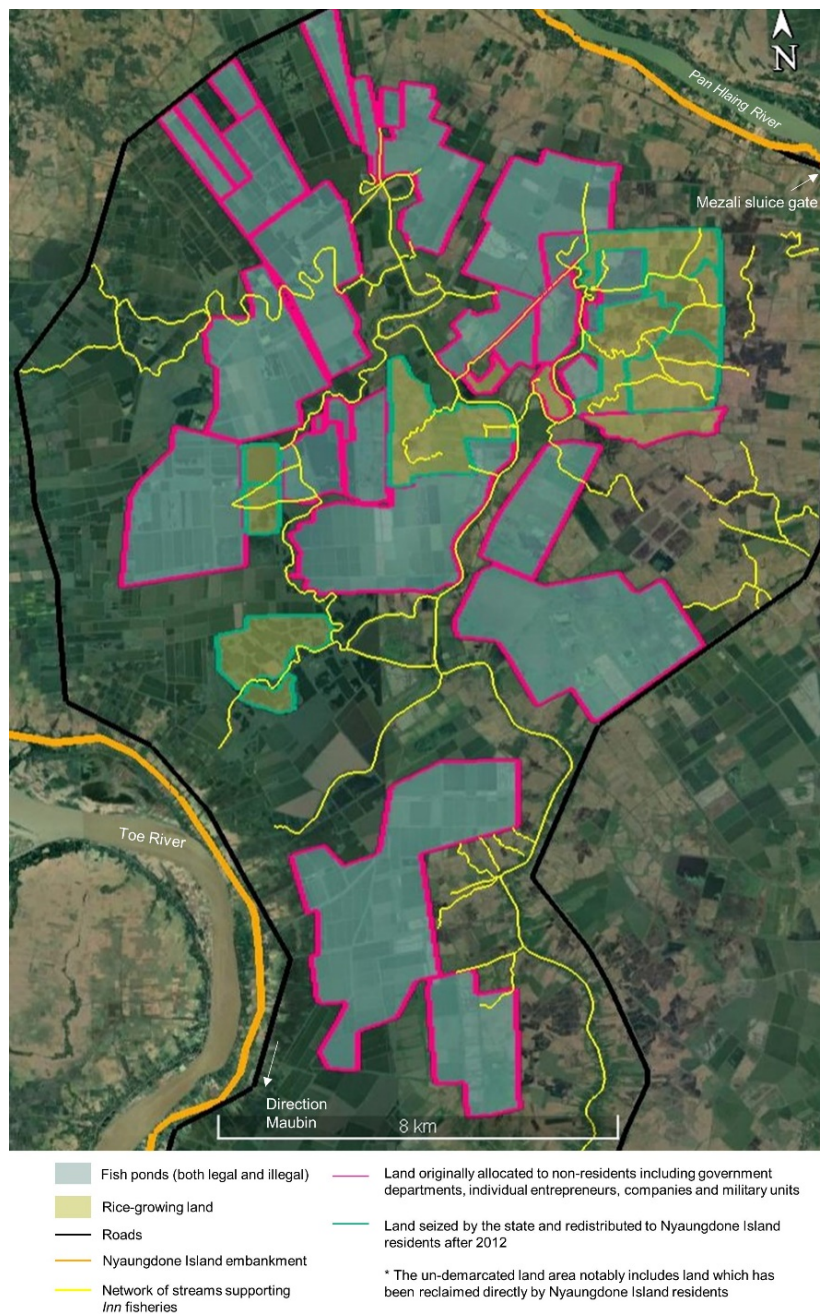 N
Pan Hlaing River
Mezali sluice gate
Toe River
Direction
Maubin
8 km
Fish ponds (both legal and illegal)
Rice-growing land
Roads
Nyaungdone Island embankment
Network of streams supporting
Inn fisheries
Land originally allocated to non-residents including government
departments, individual entrepreneurs, companies and military units
Land seized by the state and redistributed to Nyaungdone Island
residents after 2012
* The un-demarcated land area notably includes land which has
been reclaimed directly by Nyaungdone Island residents